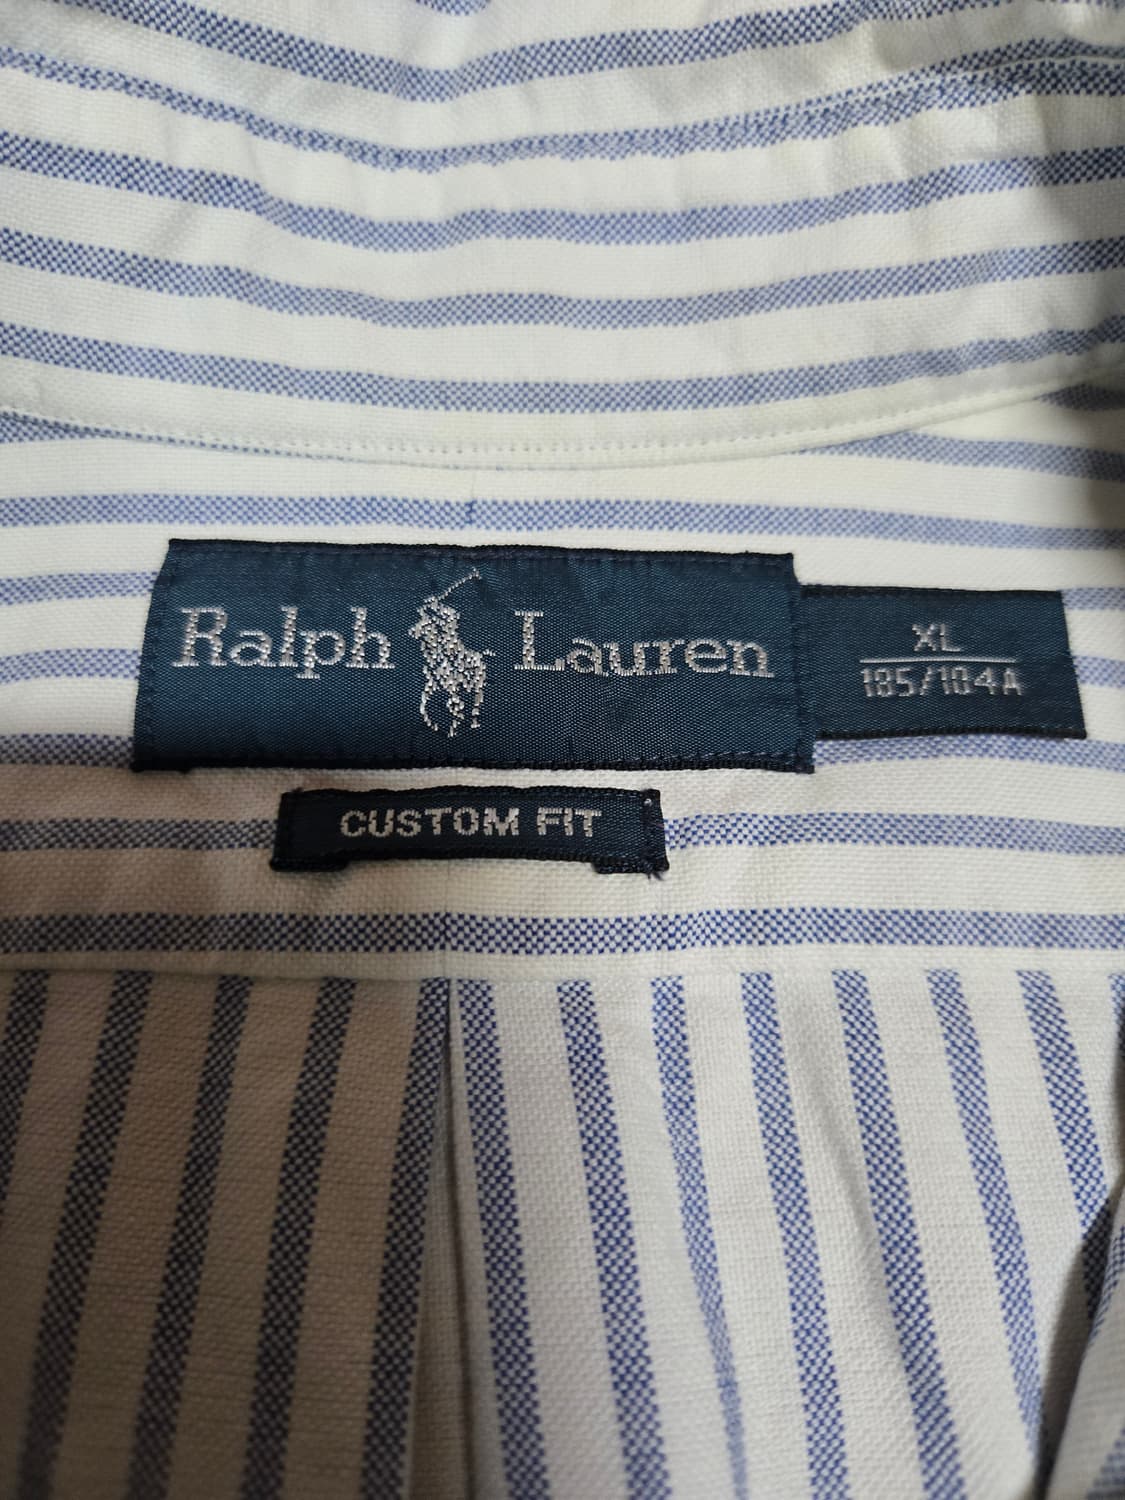 Ralph Lauren
XL
185/104A
CUSTOM FIT